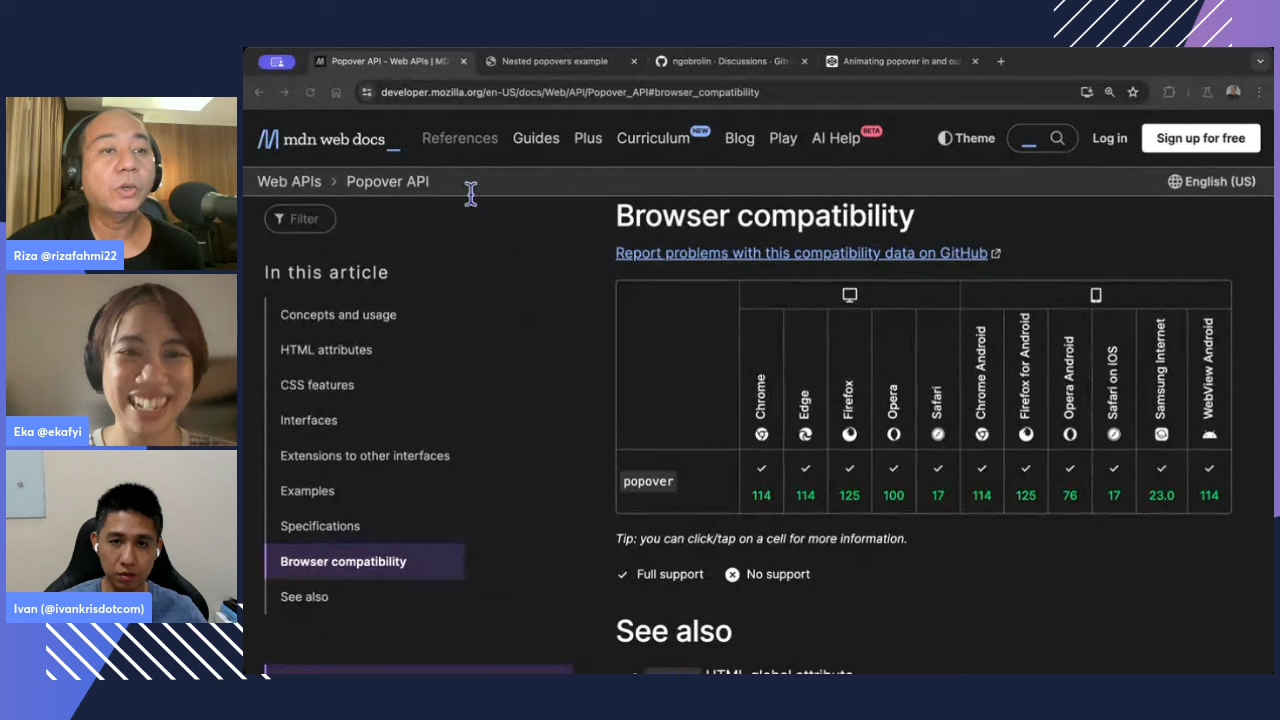 Popover API - Web APIs | MD
Nested popovers example
ngobrolin · Discussions · Git
Animating popover in and ou
developer.mozilla.org/en-US/docs/Web/API/Popover_API#browser_compatibility
mdn web docs _
References
Guides
Plus
Curriculum NEW
Blog
Play
AI Help BETA
Theme
Log in
Sign up for free
Web APIs > Popover API
English (US)
Filter
In this article
Concepts and usage
HTML attributes
CSS features
Interfaces
Extensions to other interfaces
Examples
Specifications
Browser compatibility
See also
Browser compatibility
Report problems with this compatibility data on GitHub
Chrome
Edge
Firefox
Opera
Safari
Chrome Android
Firefox for Android
Opera Android
Safari on iOS
Samsung Internet
WebView Android
popover
114 114 125 100 17 114 125 76 17 23.0 114
Tip: you can click/tap on a cell for more information.
Full support
No support
See also
Riza @rizafahmi22
Eka @ekafyi
Ivan (@ivankrisdotcom)